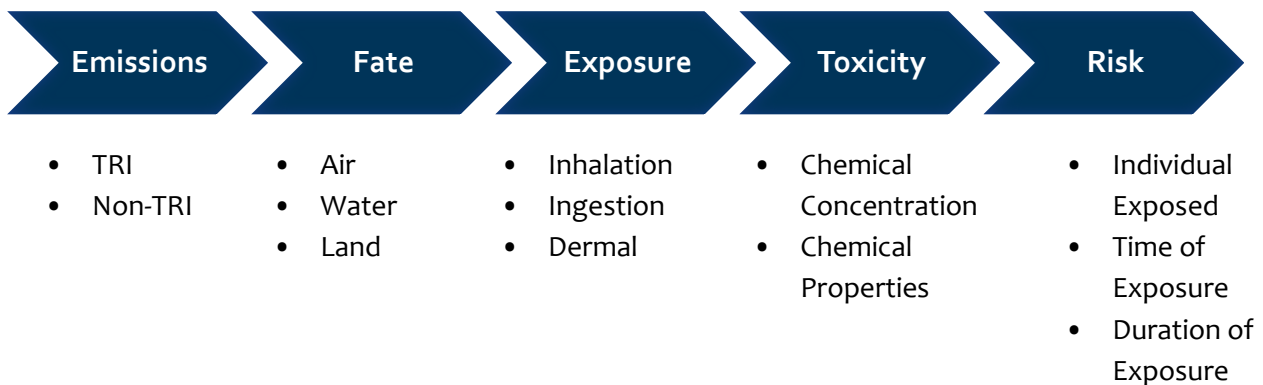 Emissions
Fate
Exposure
Toxicity
Risk
• TRI
• Non-TRI
• Air
• Water
• Land
• Inhalation
• Ingestion
• Dermal
• Chemical
Concentration
• Chemical
Properties
• Individual
Exposed
• Time of
Exposure
• Duration of
Exposure